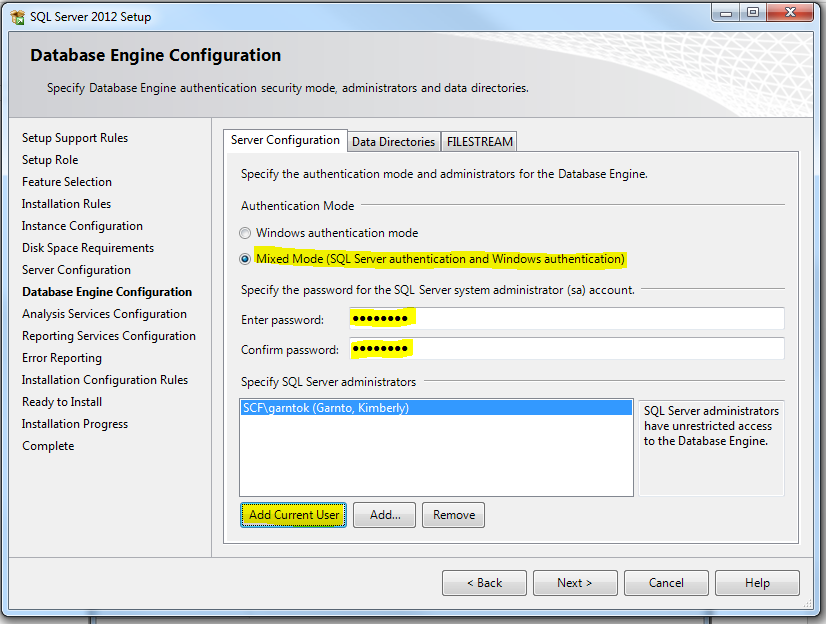 SQL Server 2012 Setup
Database Engine Configuration
Specify Database Engine authentication security mode, administrators and data directories.
Setup Support Rules
Setup Role
Feature Selection
Installation Rules
Instance Configuration
Disk Space Requirements
Server Configuration
Database Engine Configuration
Analysis Services Configuration
Reporting Services Configuration
Error Reporting
Installation Configuration Rules
Ready to Install
Installation Progress
Complete
Server Configuration Data Directories FILESTREAM
Specify the authentication mode and administrators for the Database Engine.
Authentication Mode
Windows authentication mode
Mixed Mode (SQL Server authentication and Windows authentication)
Specify the password for the SQL Server system administrator (sa) account.
Enter password: ●●●●●●●●
Confirm password: ●●●●●●●●
Specify SQL Server administrators
SCF\garntok (Garnto, Kimberly)
SQL Server administrators
have unrestricted access
to the Database Engine.
Add Current User Add... Remove
< Back Next > Cancel Help